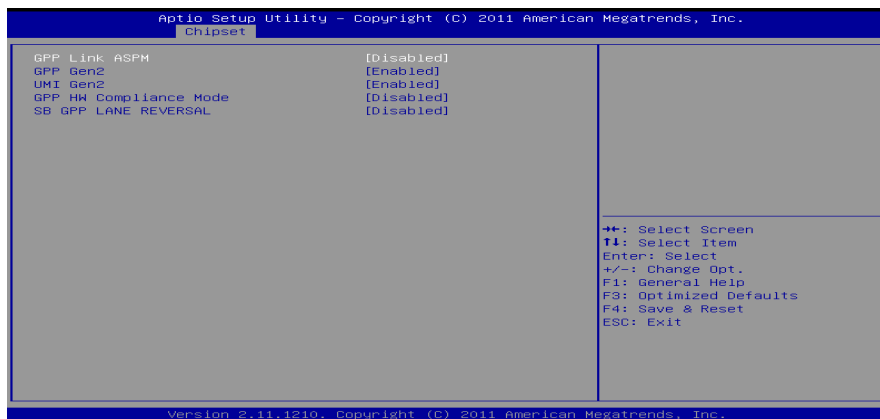 Aptio Setup Utility – Copyright (C) 2011 American Megatrends, Inc.
Chipset
GPP Link ASPM [Disabled]
GPP Gen2 [Enabled]
UMI Gen2 [Enabled]
GPP HW Compliance Mode [Disabled]
SB GPP LANE REVERSAL [Disabled]
→←: Select Screen
↑↓: Select Item
Enter: Select
+/-: Change Opt.
F1: General Help
F3: Optimized Defaults
F4: Save & Reset
ESC: Exit
Version 2.11.1210. Copyright (C) 2011 American Megatrends, Inc.